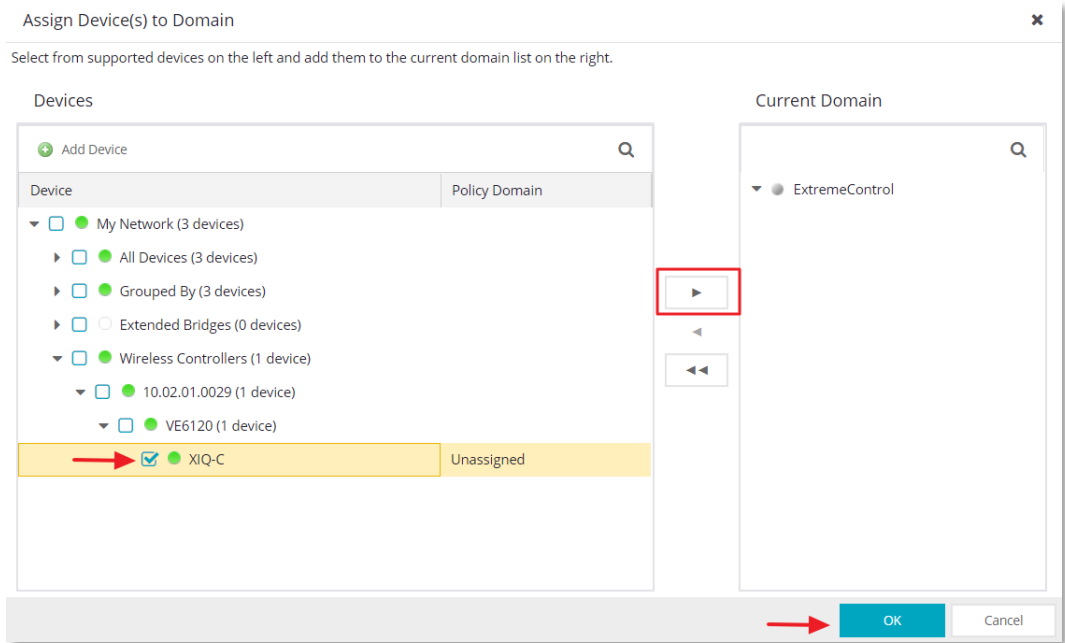 Assign Device(s) to Domain
Select from supported devices on the left and add them to the current domain list on the right.
Devices
Current Domain
Add Device
Device
Policy Domain
ExtremeControl
My Network (3 devices)
All Devices (3 devices)
Grouped By (3 devices)
Extended Bridges (0 devices)
Wireless Controllers (1 device)
10.02.01.0029 (1 device)
VE6120 (1 device)
XIQ-C
Unassigned
OK
Cancel